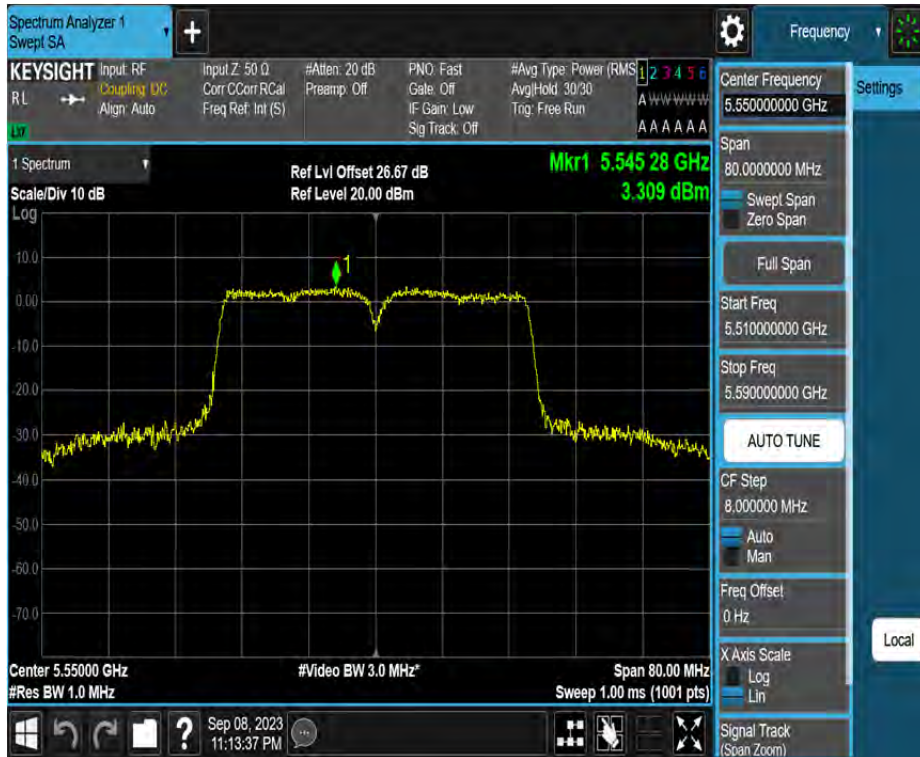 Spectrum Analyzer 1
Swept SA
+
Frequency
KEYSIGHT
RL
LXI
Input: RF
Coupling: DC
Align: Auto
Input Z: 50 Ω
Corr CCorr RCal
Freq Ref: Int (S)
#Atten: 20 dB
Preamp: Off
PNO: Fast
Gate: Off
IF Gain: Low
Sig Track: Off
#Avg Type: Power (RMS
Avg|Hold: 30/30
Trig: Free Run
1 2 3 4 5 6
A W W W W W
A A A A A A
1 Spectrum
Scale/Div 10 dB
Ref Lvl Offset 26.67 dB
Ref Level 20.00 dBm
Mkr1 5.545 28 GHz
3.309 dBm
Log
10.0
0.00
-10.0
-20.0
-30.0
-40.0
-50.0
-60.0
-70.0
1
Center 5.55000 GHz
#Res BW 1.0 MHz
#Video BW 3.0 MHz*
Span 80.00 MHz
Sweep 1.00 ms (1001 pts)
?
Sep 08, 2023
11:13:37 PM
Center Frequency
5.550000000 GHz
Span
80.0000000 MHz
Swept Span
Zero Span
Full Span
Start Freq
5.510000000 GHz
Stop Freq
5.590000000 GHz
AUTO TUNE
CF Step
8.000000 MHz
Auto
Man
Freq Offset
0 Hz
X Axis Scale
Log
Lin
Signal Track
(Span Zoom)
Settings
Local